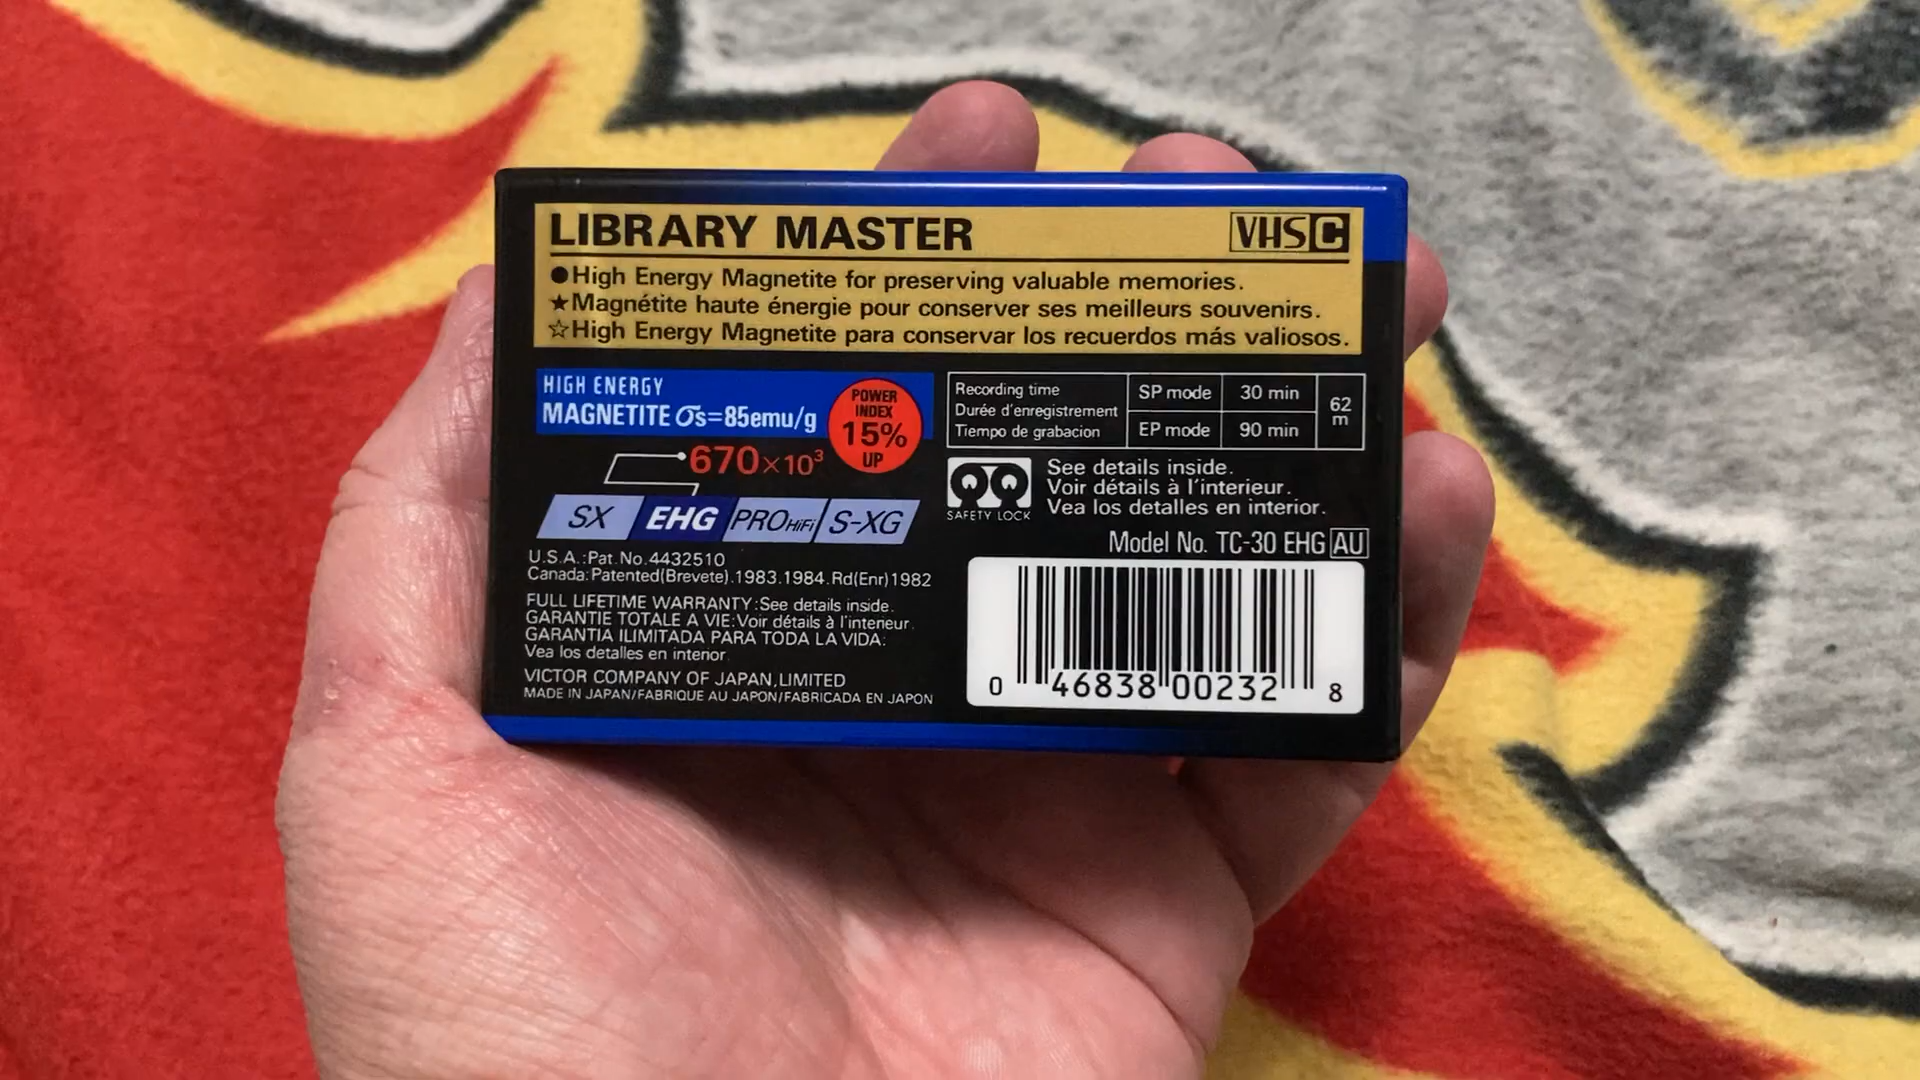 LIBRARY MASTER
VHS C
●High Energy Magnetite for preserving valuable memories.
★Magnétite haute énergie pour conserver ses meilleurs souvenirs.
☆High Energy Magnetite para conservar los recuerdos más valiosos.
HIGH ENERGY
MAGNETITE σs=85emu/g
POWER
INDEX
15%
UP
670×10³
SX EHG PRO HiFi S-XG
Recording time
Durée d'enregistrement
Tiempo de grabacion
SP mode 30 min
EP mode 90 min
62
m
SAFETY LOCK
See details inside.
Voir détails à l'interieur.
Vea los detalles en interior.
Model No. TC-30 EHG AU
U.S.A.:Pat.No.4432510
Canada:Patented(Brevete).1983.1984.Rd(Enr)1982
FULL LIFETIME WARRANTY:See details inside.
GARANTIE TOTALE A VIE:Voir détails à l'interieur.
GARANTIA ILIMITADA PARA TODA LA VIDA:
Vea los detalles en interior.
VICTOR COMPANY OF JAPAN,LIMITED
MADE IN JAPAN/FABRIQUE AU JAPON/FABRICADA EN JAPON
0 46838 00232 8